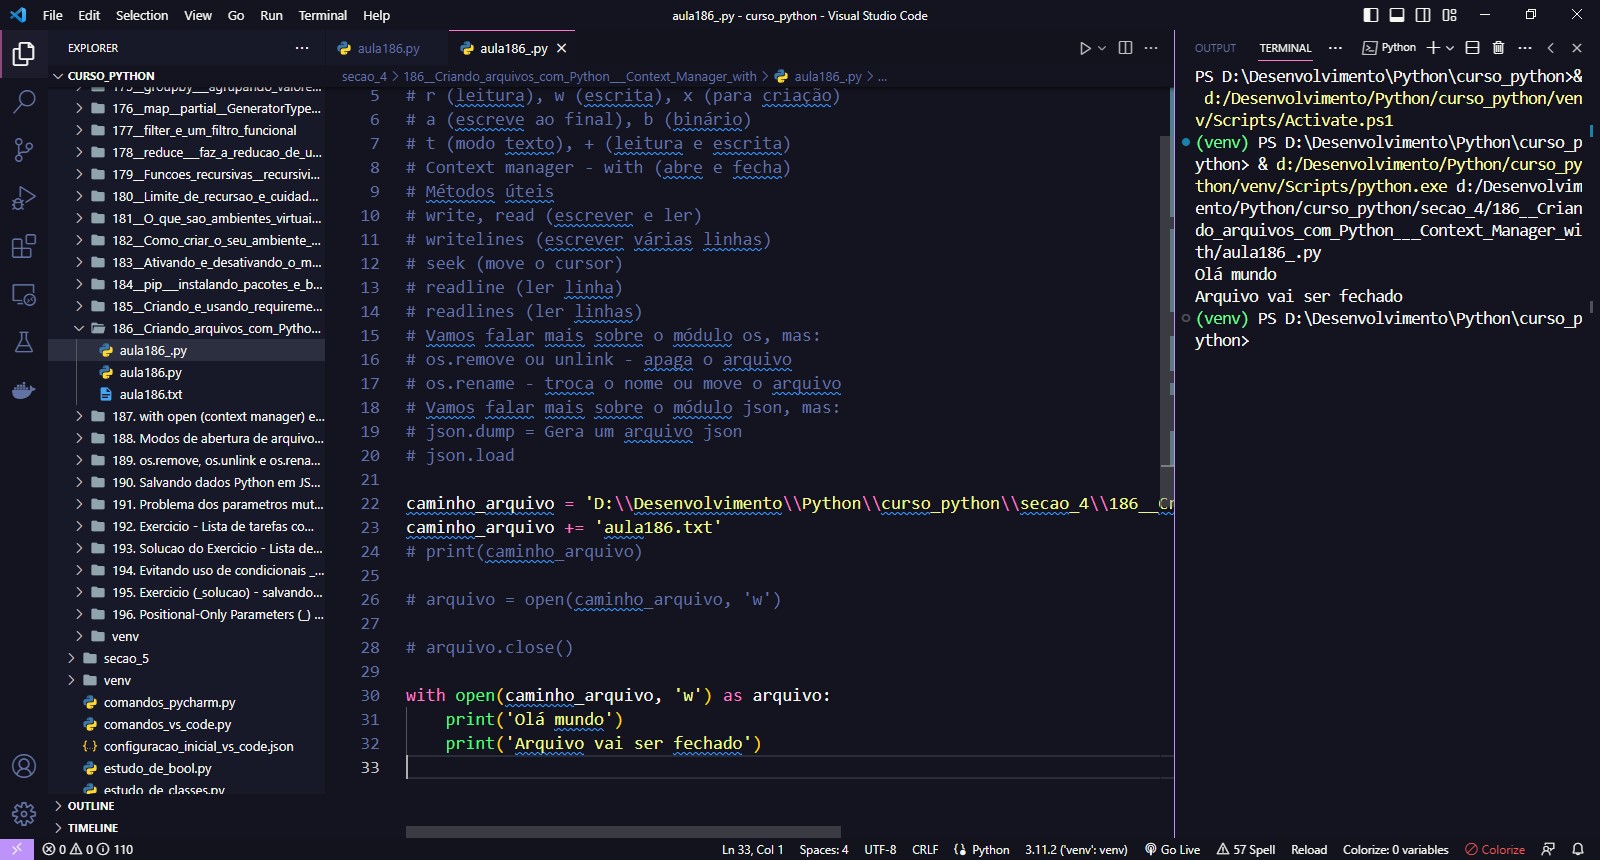 File Edit Selection View Go Run Terminal Help
aula186_.py - curso_python - Visual Studio Code
EXPLORER
CURSO_PYTHON
176__map__partial__GeneratorType...
177__filter_e_um_filtro_funcional
178__reduce___faz_a_reducao_de_u...
179__Funcoes_recursivas__recursivi...
180__Limite_de_recursao_e_cuidad...
181__O_que_sao_ambientes_virtuai...
182__Como_criar_o_seu_ambiente_...
183__Ativando_e_desativando_o_m...
184__pip___instalando_pacotes_e_b...
185__Criando_e_usando_requireme...
186__Criando_arquivos_com_Pytho...
aula186_.py
aula186.py
aula186.txt
187. with open (context manager) e...
188. Modos de abertura de arquivo...
189. os.remove, os.unlink e os.rena...
190. Salvando dados Python em JS...
191. Problema dos parametros mut...
192. Exercicio - Lista de tarefas co...
193. Solucao do Exercicio - Lista de...
194. Evitando uso de condicionais _...
195. Exercicio (_solucao) - salvando...
196. Positional-Only Parameters (_) ...
venv
secao_5
venv
comandos_pycharm.py
comandos_vs_code.py
configuracao_inicial_vs_code.json
estudo_de_bool.py
estudo_de_classes.py
OUTLINE
TIMELINE
aula186.py aula186_.py
secao_4 > 186__Criando_arquivos_com_Python___Context_Manager_with > aula186_.py > ...
5 # r (leitura), w (escrita), x (para criação)
6 # a (escreve ao final), b (binário)
7 # t (modo texto), + (leitura e escrita)
8 # Context manager - with (abre e fecha)
9 # Métodos úteis
10 # write, read (escrever e ler)
11 # writelines (escrever várias linhas)
12 # seek (move o cursor)
13 # readline (ler linha)
14 # readlines (ler linhas)
15 # Vamos falar mais sobre o módulo os, mas:
16 # os.remove ou unlink - apaga o arquivo
17 # os.rename - troca o nome ou move o arquivo
18 # Vamos falar mais sobre o módulo json, mas:
19 # json.dump = Gera um arquivo json
20 # json.load
21
22 caminho_arquivo = 'D:\\Desenvolvimento\\Python\\curso_python\\secao_4\\186__Cr
23 caminho_arquivo += 'aula186.txt'
24 # print(caminho_arquivo)
25
26 # arquivo = open(caminho_arquivo, 'w')
27
28 # arquivo.close()
29
30 with open(caminho_arquivo, 'w') as arquivo:
31     print('Olá mundo')
32     print('Arquivo vai ser fechado')
33
OUTPUT TERMINAL ... Python
PS D:\Desenvolvimento\Python\curso_python>&
d:/Desenvolvimento/Python/curso_python/ven
v/Scripts/Activate.ps1
(venv) PS D:\Desenvolvimento\Python\curso_p
ython> & d:/Desenvolvimento/Python/curso_py
thon/venv/Scripts/python.exe d:/Desenvolvim
ento/Python/curso_python/secao_4/186__Crian
do_arquivos_com_Python___Context_Manager_wi
th/aula186_.py
Olá mundo
Arquivo vai ser fechado
(venv) PS D:\Desenvolvimento\Python\curso_p
ython>
0 0 110 Ln 33, Col 1 Spaces: 4 UTF-8 CRLF Python 3.11.2 ('venv': venv) Go Live 57 Spell Reload Colorize: 0 variables Colorize